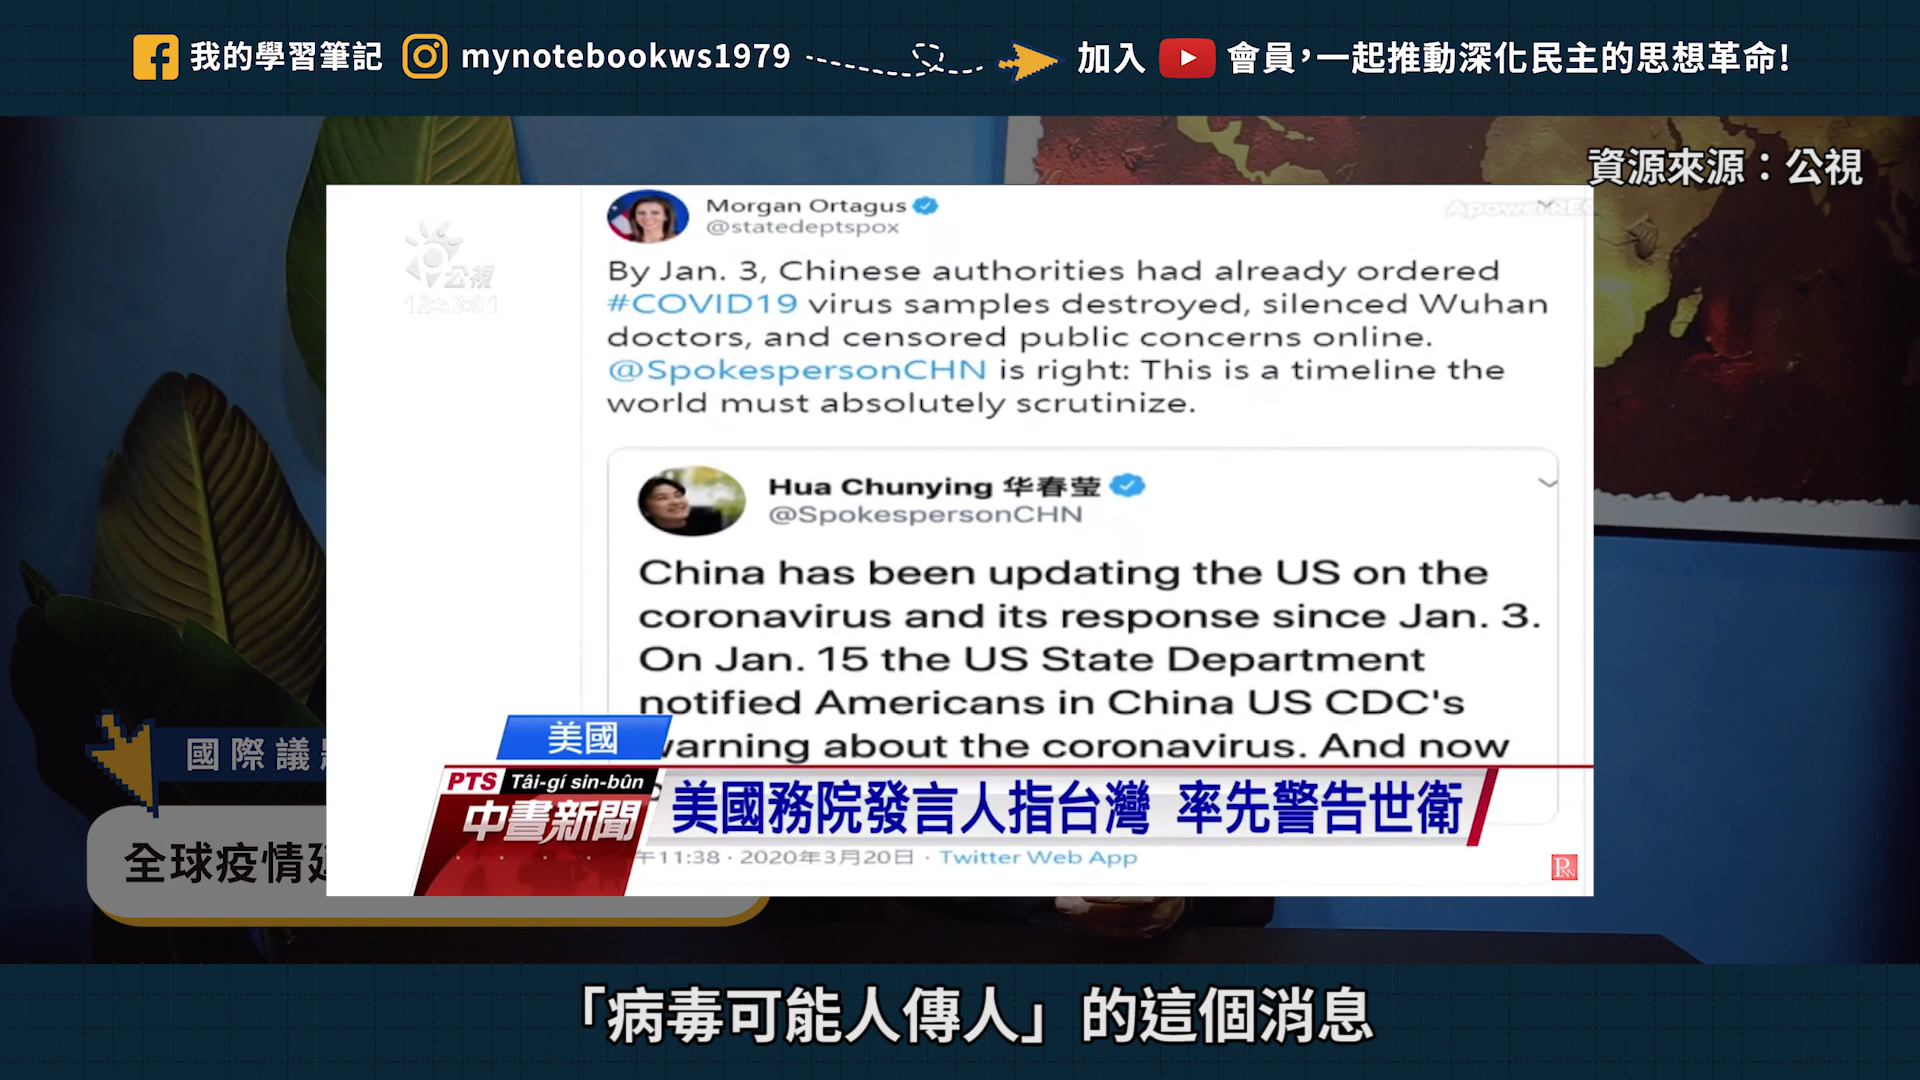 我的學習筆記 mynotebookws1979 加入 會員,一起推動深化民主的思想革命!
資源來源:公視
公視
Morgan Ortagus
@statedeptspox
By Jan. 3, Chinese authorities had already ordered
#COVID19 virus samples destroyed, silenced Wuhan
doctors, and censored public concerns online.
@SpokespersonCHN is right: This is a timeline the
world must absolutely scrutinize.
Hua Chunying 华春莹
@SpokespersonCHN
China has been updating the US on the
coronavirus and its response since Jan. 3.
On Jan. 15 the US State Department
notified Americans in China US CDC's
warning about the coronavirus. And now
美國
PTS Tâi-gí sin-bûn
中晝新聞
美國務院發言人指台灣 率先警告世衛
午11:38 · 2020年3月20日 · Twitter Web App
PNN
國際議
全球疫情延
「病毒可能人傳人」的這個消息